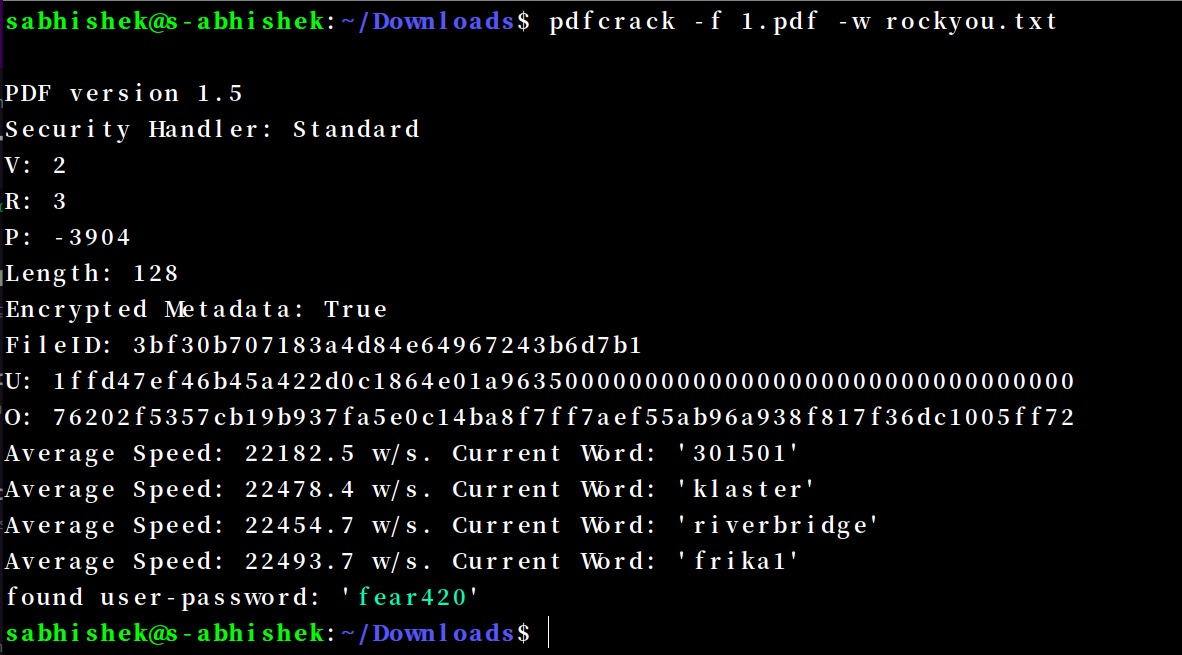 sabhishek@s-abhishek:~/Downloads$ pdfcrack -f 1.pdf -w rockyou.txt
PDF version 1.5
Security Handler: Standard
V: 2
R: 3
P: -3904
Length: 128
Encrypted Metadata: True
FileID: 3bf30b707183a4d84e64967243b6d7b1
U: 1ffd47ef46b45a422d0c1864e01a963500000000000000000000000000000000
O: 76202f5357cb19b937fa5e0c14ba8f7ff7aef55ab96a938f817f36dc1005ff72
Average Speed: 22182.5 w/s. Current Word: '301501'
Average Speed: 22478.4 w/s. Current Word: 'klaster'
Average Speed: 22454.7 w/s. Current Word: 'riverbridge'
Average Speed: 22493.7 w/s. Current Word: 'frika1'
found user-password: 'fear420'
sabhishek@s-abhishek:~/Downloads$